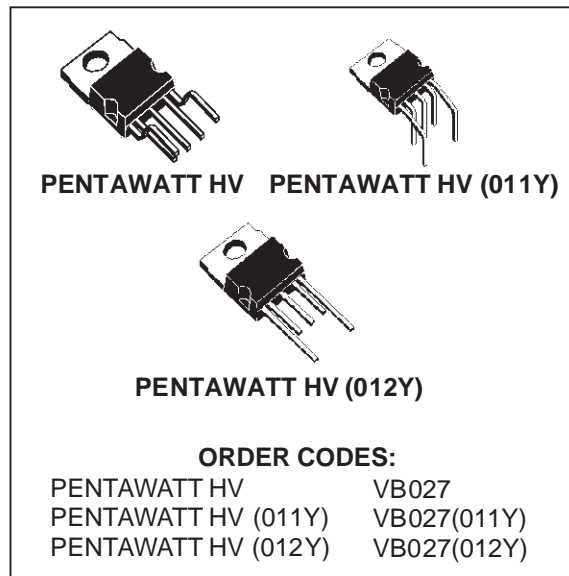 PENTAWATT HV PENTAWATT HV (011Y)
PENTAWATT HV (012Y)
ORDER CODES:
PENTAWATT HV VB027
PENTAWATT HV (011Y) VB027(011Y)
PENTAWATT HV (012Y) VB027(012Y)